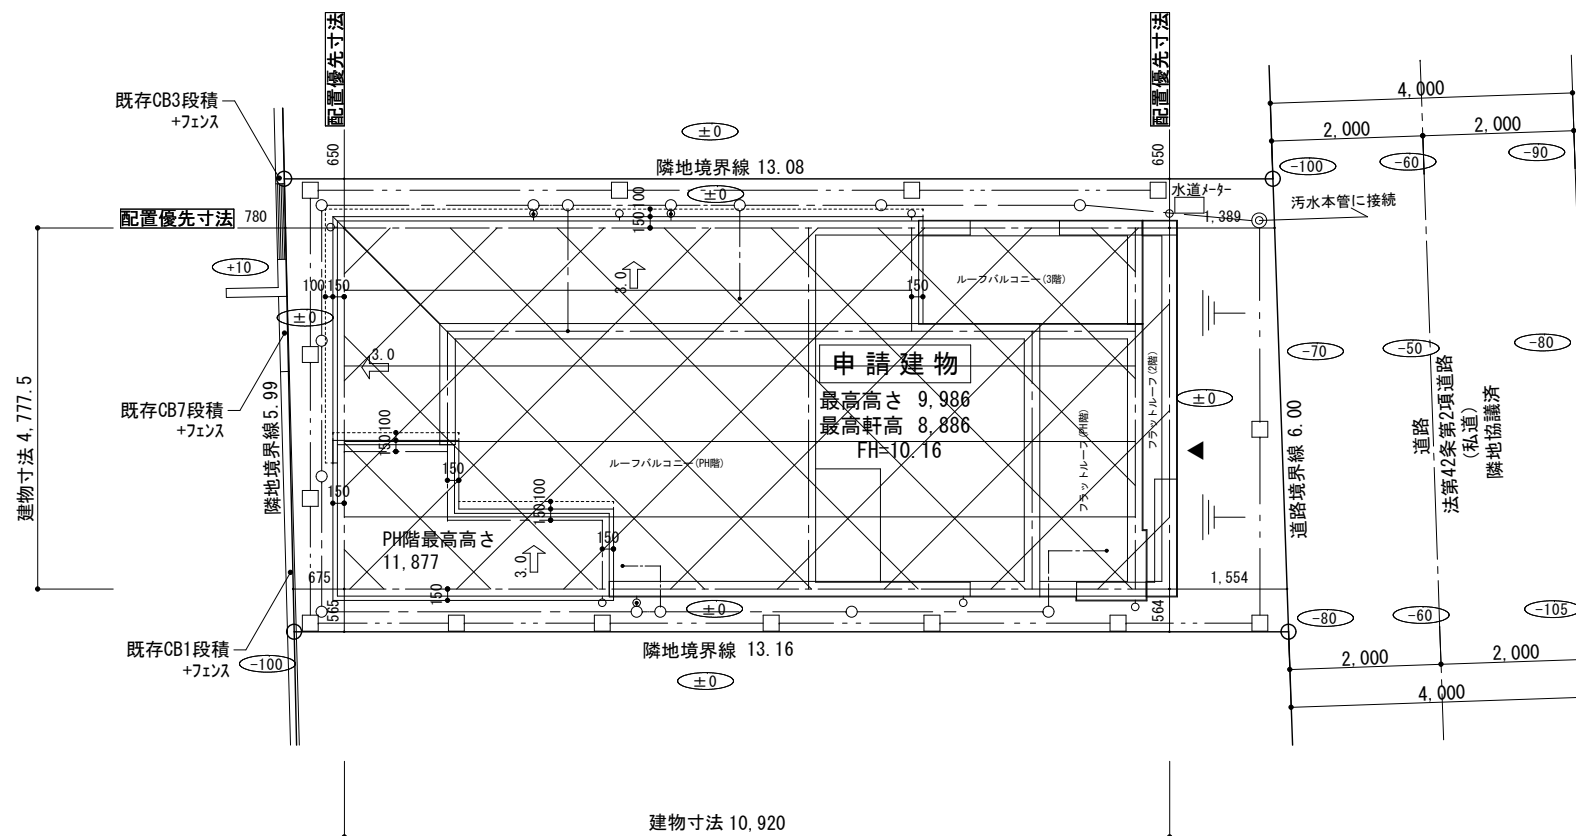 配置優先寸法
配置優先寸法
既存CB3段積
+フェンス
650
650
±0
隣地境界線 13.08
±0
4,000
2,000
2,000
-100
-60
-90
水道メーター
汚水本管に接続
配置優先寸法
780
150 100
1,389
+10
100 150
±0
3.0
150
ルーフバルコニー(3階)
3.0
申請建物
最高高さ 9,986
最高軒高 8,886
FH=10.16
フラットルーフ(2階)
フラットルーフ(PH階)
±0
-70
-50
-80
建物寸法 4,777.5
既存CB7段積
+フェンス
隣地境界線5.99
150 100
150
ルーフバルコニー(PH階)
150
150 100
150
PH階最高高さ
11,877
3.0
道路境界線 6.00
道路
法第42条第2項道路
(私道)
隣地協議済
675
150
565
±0
564
1,554
-80
-60
-105
既存CB1段積
+フェンス
-100
隣地境界線 13.16
±0
2,000
2,000
4,000
建物寸法 10,920